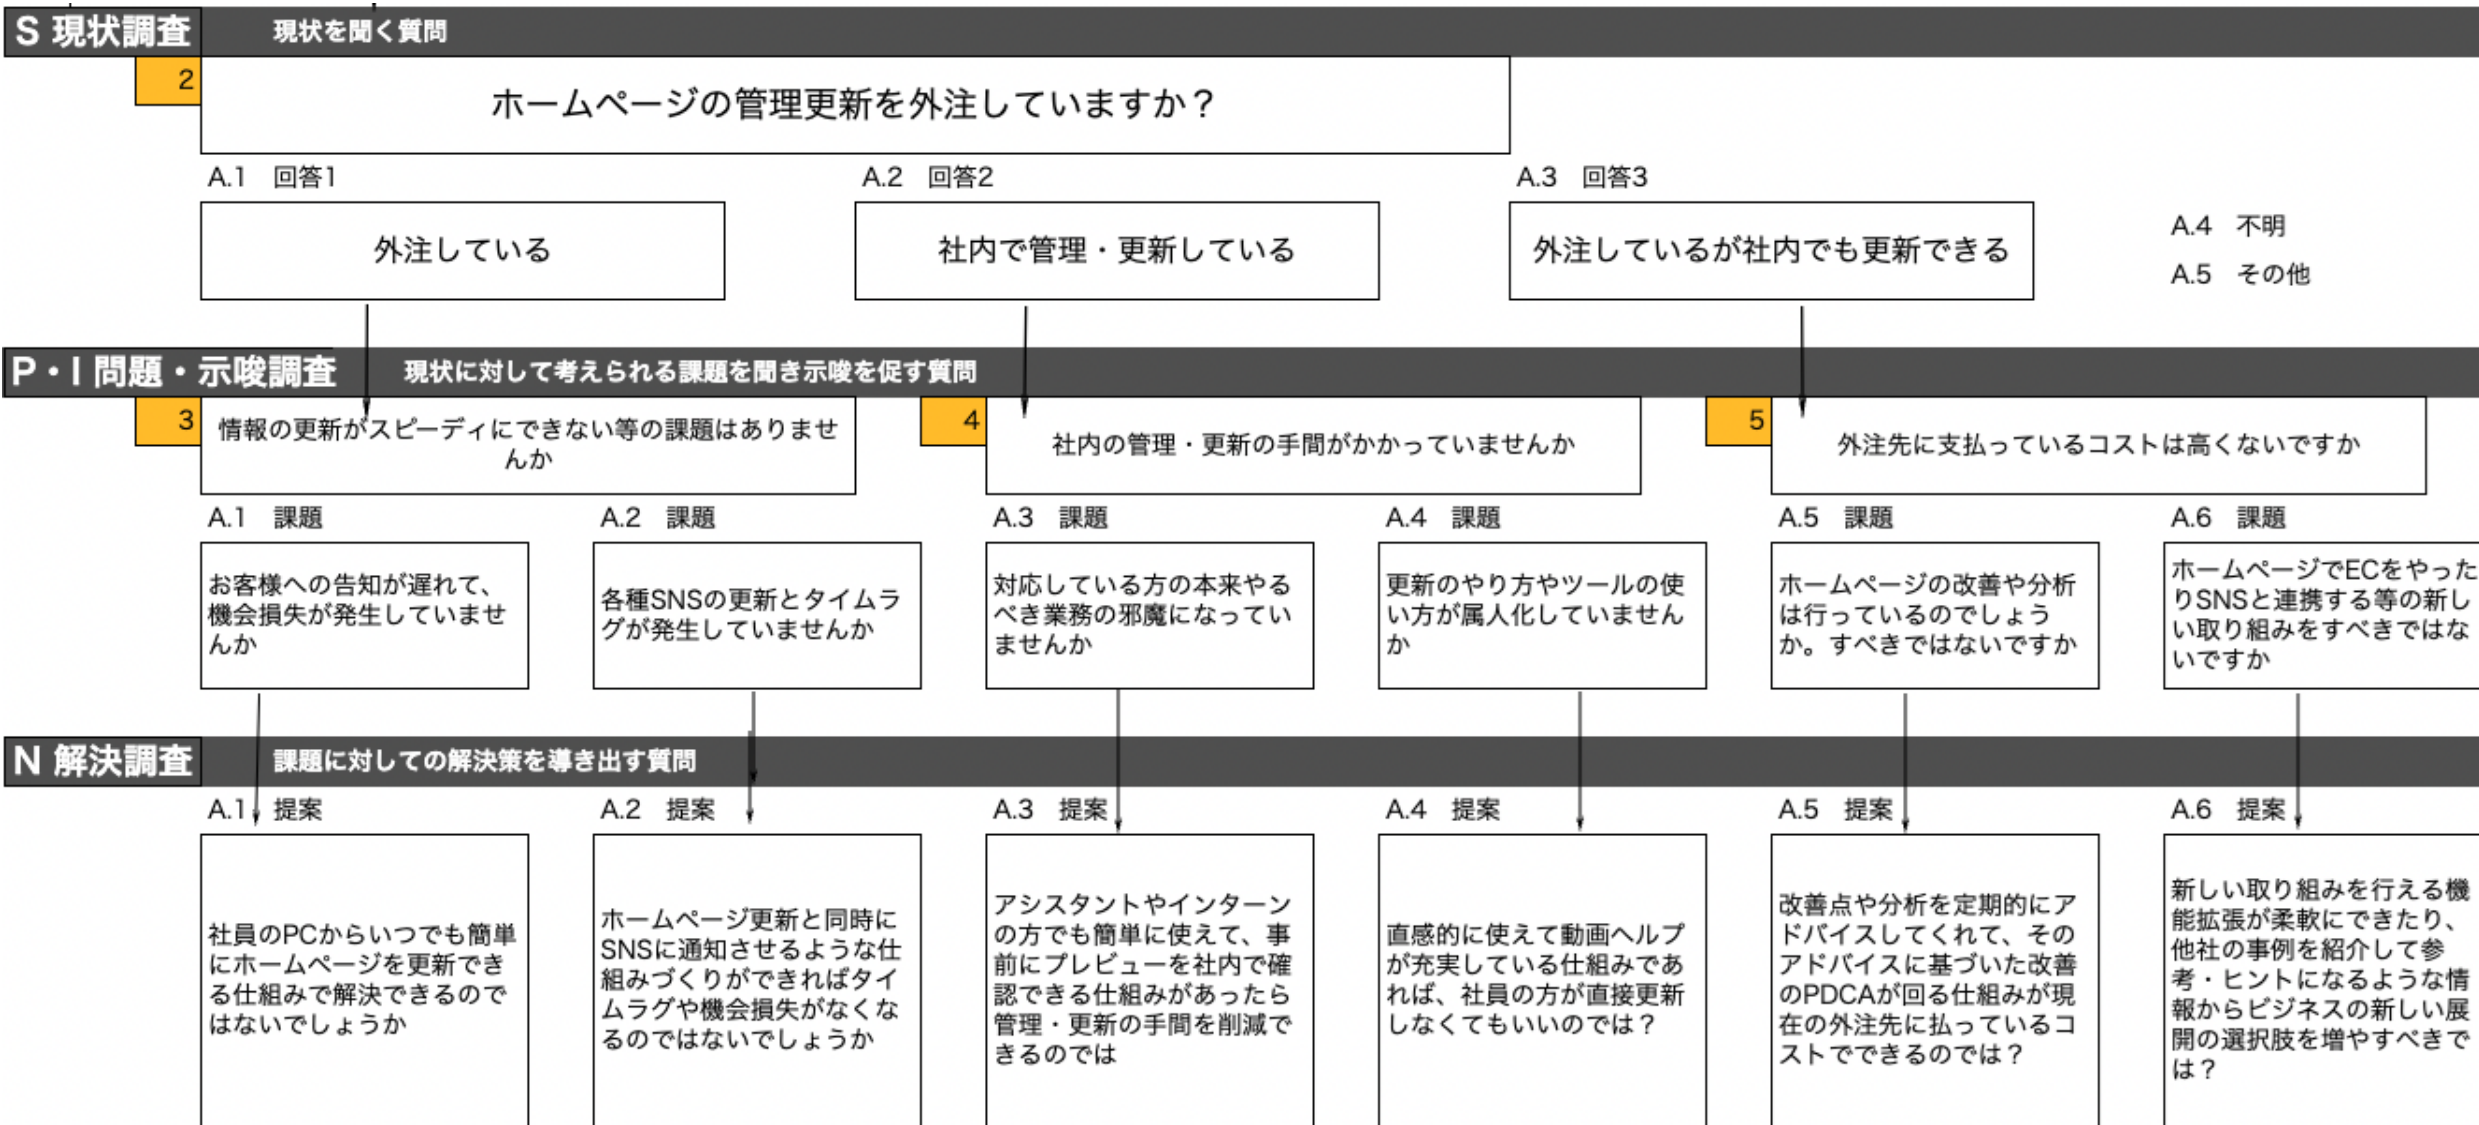 S 現状調査 現状を聞く質問
2
ホームページの管理更新を外注していますか？
A.1 回答1
A.2 回答2
A.3 回答3
外注している
社内で管理・更新している
外注しているが社内でも更新できる
A.4 不明
A.5 その他
P・I 問題・示唆調査 現状に対して考えられる課題を聞き示唆を促す質問
3
情報の更新がスピーディにできない等の課題はありませ
んか
4
社内の管理・更新の手間がかかっていませんか
5
外注先に支払っているコストは高くないですか
A.1 課題
お客様への告知が遅れて、
機会損失が発生していませ
んか
A.2 課題
各種SNSの更新とタイムラ
グが発生していませんか
A.3 課題
対応している方の本来やる
べき業務の邪魔になってい
ませんか
A.4 課題
更新のやり方やツールの使
い方が属人化していません
か
A.5 課題
ホームページの改善や分析
は行っているのでしょう
か。すべきではないですか
A.6 課題
ホームページでECをやった
りSNSと連携する等の新し
い取り組みをすべきではな
いですか
N 解決調査 課題に対しての解決策を導き出す質問
A.1 提案
社員のPCからいつでも簡単
にホームページを更新でき
る仕組みで解決できるので
はないでしょうか
A.2 提案
ホームページ更新と同時に
SNSに通知させるような仕
組みづくりができればタイ
ムラグや機会損失がなくな
るのではないでしょうか
A.3 提案
アシスタントやインターン
の方でも簡単に使えて、事
前にプレビューを社内で確
認できる仕組みがあったら
管理・更新の手間を削減で
きるのでは
A.4 提案
直感的に使えて動画ヘルプ
が充実している仕組みであ
れば、社員の方が直接更新
しなくてもいいのでは？
A.5 提案
改善点や分析を定期的にア
ドバイスしてくれて、その
アドバイスに基づいた改善
のPDCAが回る仕組みが現
在の外注先に払っているコ
ストでできるのでは？
A.6 提案
新しい取り組みを行える機
能拡張が柔軟にできたり、
他社の事例を紹介して参
考・ヒントになるような情
報からビジネスの新しい展
開の選択肢を増やすべきで
は？